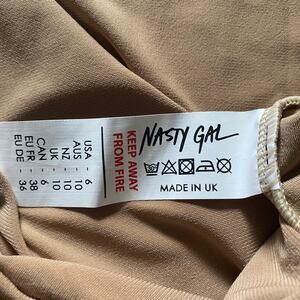 NASTY GAL
MADE IN UK
KEEP AWAY
FROM FIRE
USA - 6
AUS - 10
NZ - 10
UK - 10
CAN - 6
EU FR - 38
EU DE - 36